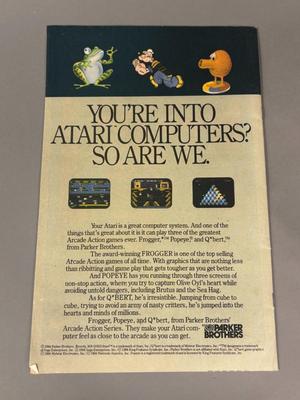 YOU'RE INTO
ATARI COMPUTERS?
SO ARE WE.
Your Atari is a great computer system. And one of the
things that's great about it is it can play three of the greatest
Arcade Action games ever. Frogger,™ Popeye,® and Q*bert,™
from Parker Brothers.
The award-winning FROGGER is one of the top selling
Arcade Action games of all time. With graphics that are nothing less
than ribbiting and game play that gets tougher as you get better.
And POPEYE has you running through three screens of
non-stop action, where you try to capture Olive Oyl's heart while
avoiding untold dangers, including Brutus and the Sea Hag.
As for Q*BERT, he's irresistible. Jumping from cube to
cube, trying to avoid an army of nasty critters, he's jumped into the
hearts and minds of millions.
Frogger, Popeye, and Q*bert from Parker Brothers'
Arcade Action Series. They make your Atari com-
puter feel as close to the arcade as you can get.
PARKER
BROTHERS